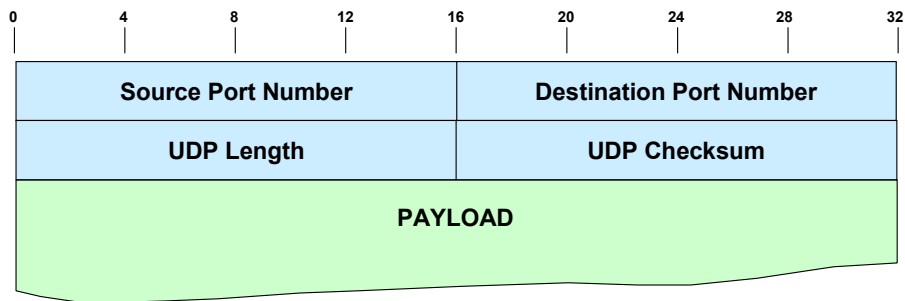 0 4 8 12 16 20 24 28 32
Source Port Number Destination Port Number
UDP Length UDP Checksum
PAYLOAD